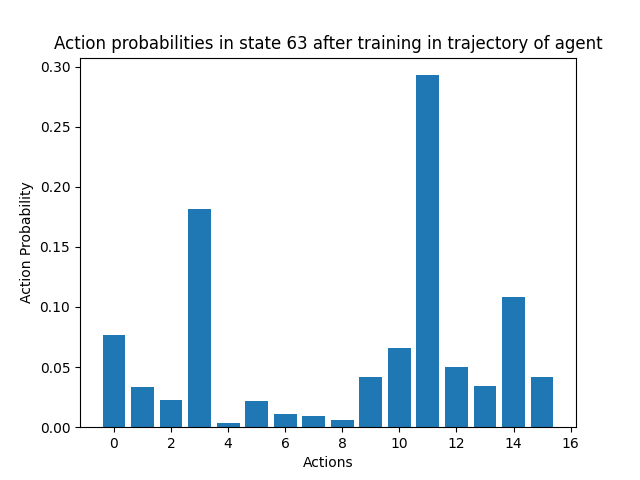 Action probabilities in state 63 after training in trajectory of agent
0.30
0.25
0.20
0.15
0.10
0.05
0.00
Action Probability
0 2 4 6 8 10 12 14 16
Actions